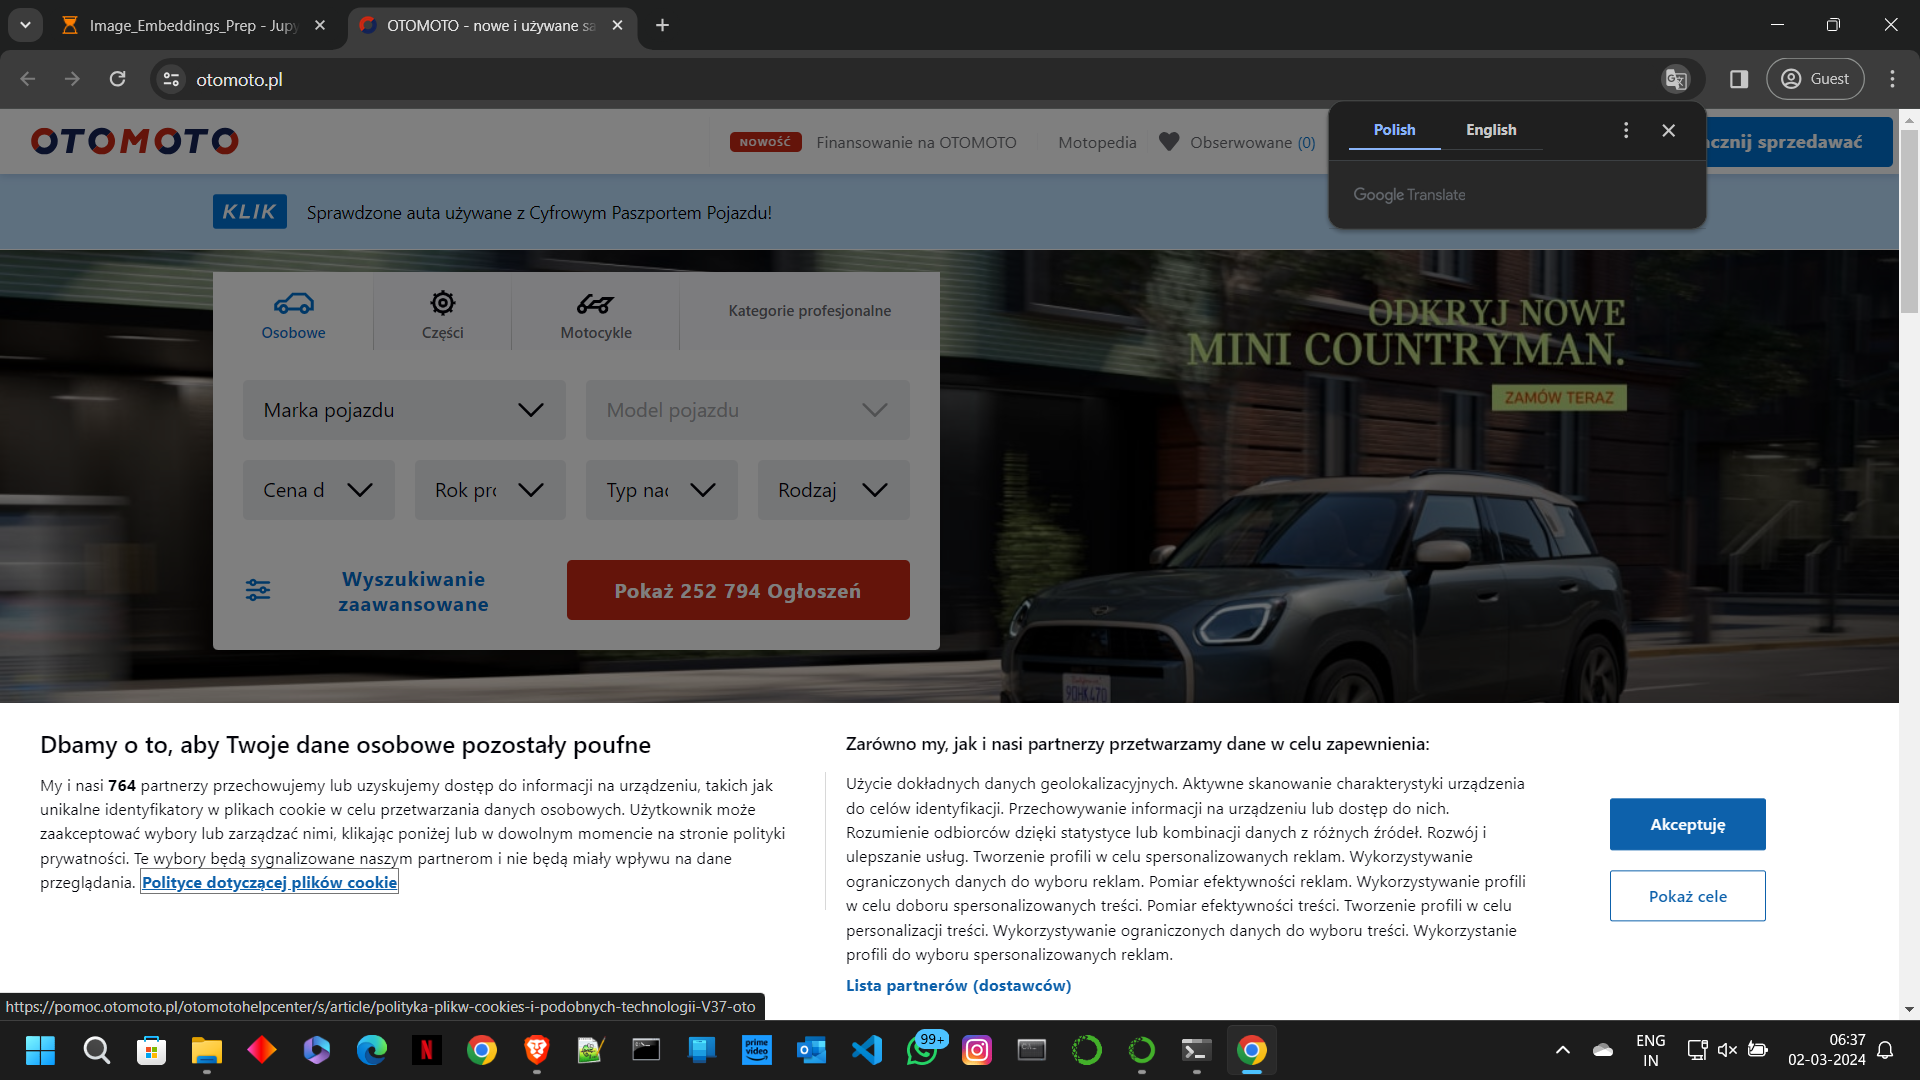 Image_Embeddings_Prep - Jupy
OTOMOTO - nowe i używane sa
otomoto.pl
Guest
OTOMOTO
NOWOŚĆ
Finansowanie na OTOMOTO
Motopedia
Obserwowane (0)
Polish
English
Google Translate
acznij sprzedawać
KLIK
Sprawdzone auta używane z Cyfrowym Paszportem Pojazdu!
Osobowe
Części
Motocykle
Kategorie profesjonalne
Marka pojazdu
Model pojazdu
Cena d
Rok pro
Typ nad
Rodzaj
Wyszukiwanie
zaawansowane
Pokaż 252 794 Ogłoszeń
ODKRYJ NOWE
MINI COUNTRYMAN.
ZAMÓW TERAZ
90HK470
Dbamy o to, aby Twoje dane osobowe pozostały poufne
My i nasi 764 partnerzy przechowujemy lub uzyskujemy dostęp do informacji na urządzeniu, takich jak
unikalne identyfikatory w plikach cookie w celu przetwarzania danych osobowych. Użytkownik może
zaakceptować wybory lub zarządzać nimi, klikając poniżej lub w dowolnym momencie na stronie polityki
prywatności. Te wybory będą sygnalizowane naszym partnerom i nie będą miały wpływu na dane
przeglądania. Polityce dotyczącej plików cookie
Zarówno my, jak i nasi partnerzy przetwarzamy dane w celu zapewnienia:
Użycie dokładnych danych geolokalizacyjnych. Aktywne skanowanie charakterystyki urządzenia
do celów identyfikacji. Przechowywanie informacji na urządzeniu lub dostęp do nich.
Rozumienie odbiorców dzięki statystyce lub kombinacji danych z różnych źródeł. Rozwój i
ulepszanie usług. Tworzenie profili w celu spersonalizowanych reklam. Wykorzystywanie
ograniczonych danych do wyboru reklam. Pomiar efektywności reklam. Wykorzystywanie profili
w celu doboru spersonalizowanych treści. Pomiar efektywności treści. Tworzenie profili w celu
personalizacji treści. Wykorzystywanie ograniczonych danych do wyboru treści. Wykorzystanie
profili do wyboru spersonalizowanych reklam.
Lista partnerów (dostawców)
Akceptuję
Pokaż cele
https://pomoc.otomoto.pl/otomotohelpcenter/s/article/polityka-plikw-cookies-i-podobnych-technologii-V37-oto
prime video
99+
ENG
IN
06:37
02-03-2024